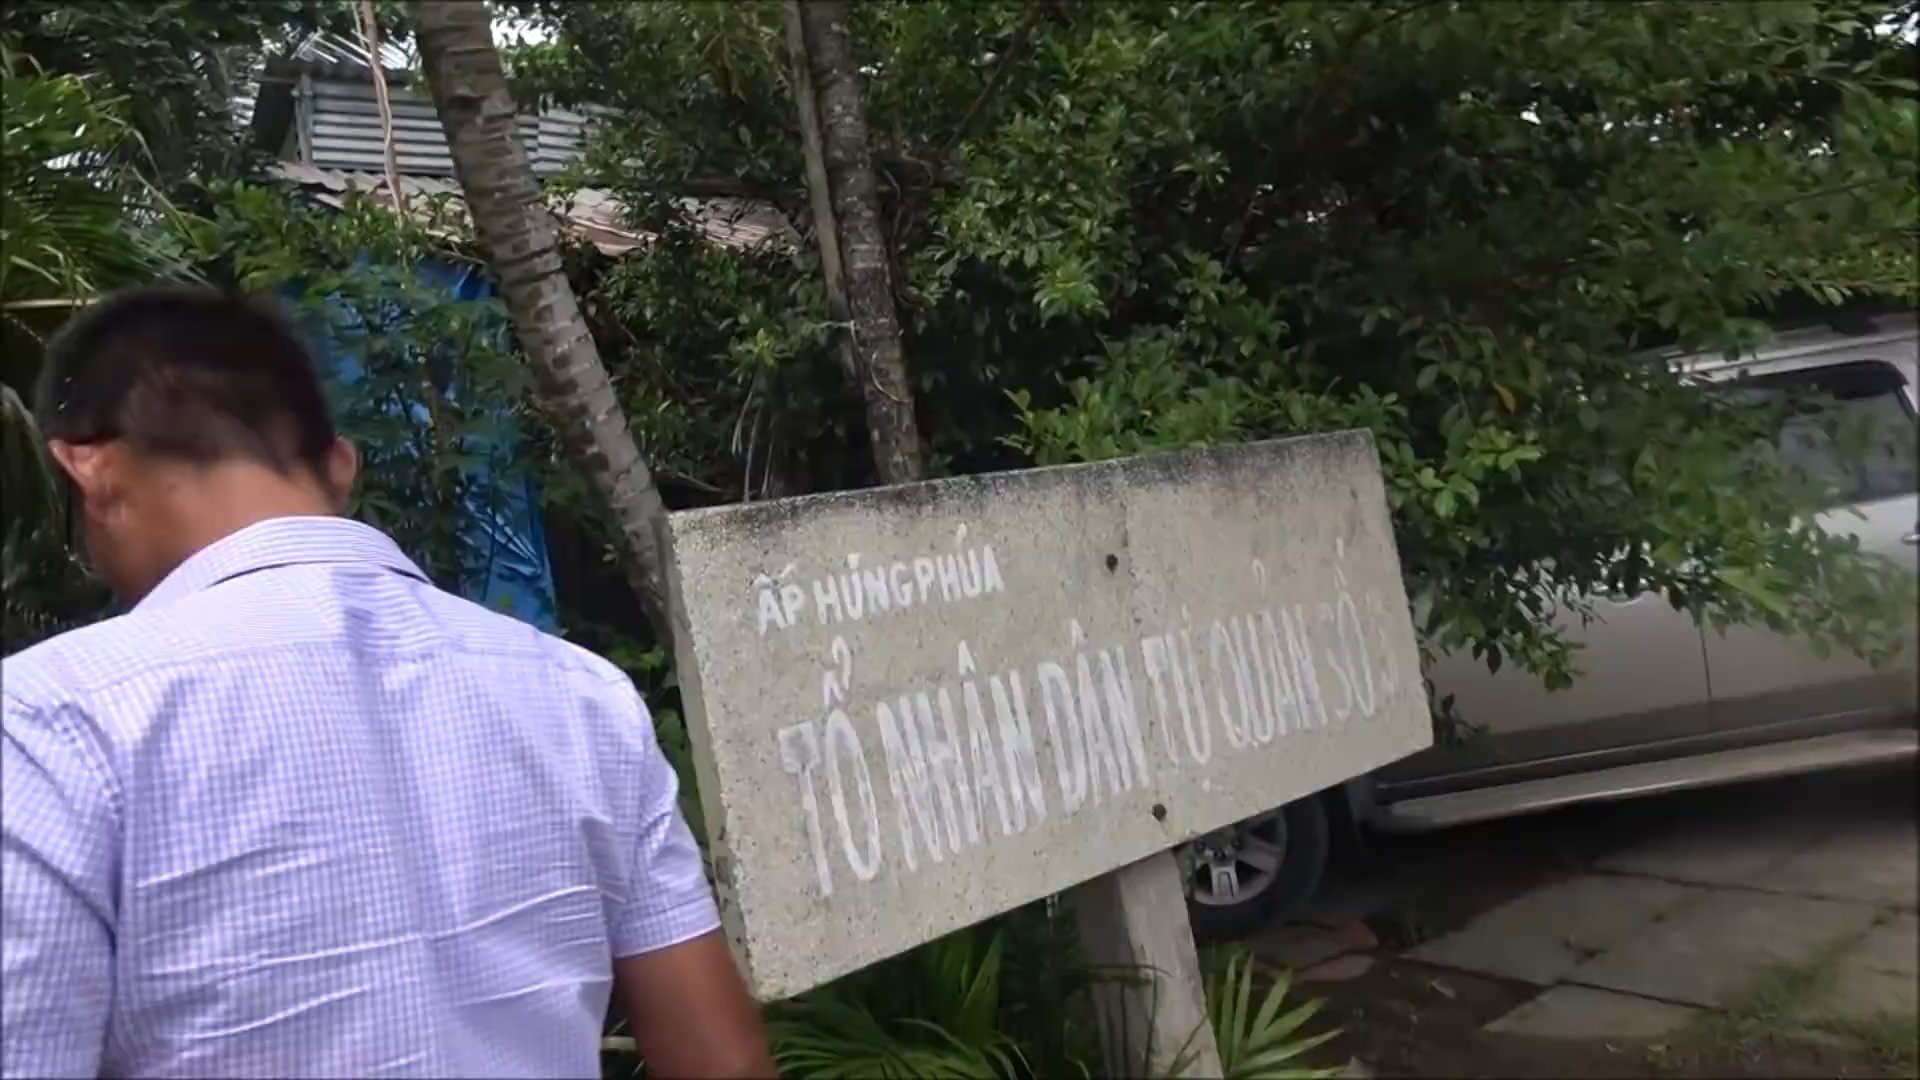 ẤP HƯNG PHÚ A
TỔ NHÂN DÂN TỰ QUẢN SỐ